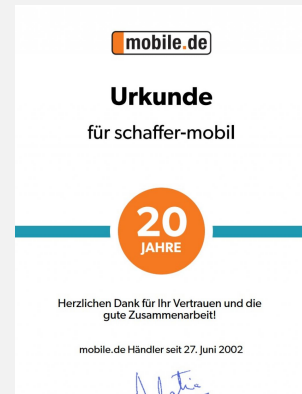 mobile.de
Urkunde
für schaffer-mobil
20
JAHRE
Herzlichen Dank für Ihr Vertrauen und die
gute Zusammenarbeit!
mobile.de Händler seit 27. Juni 2002